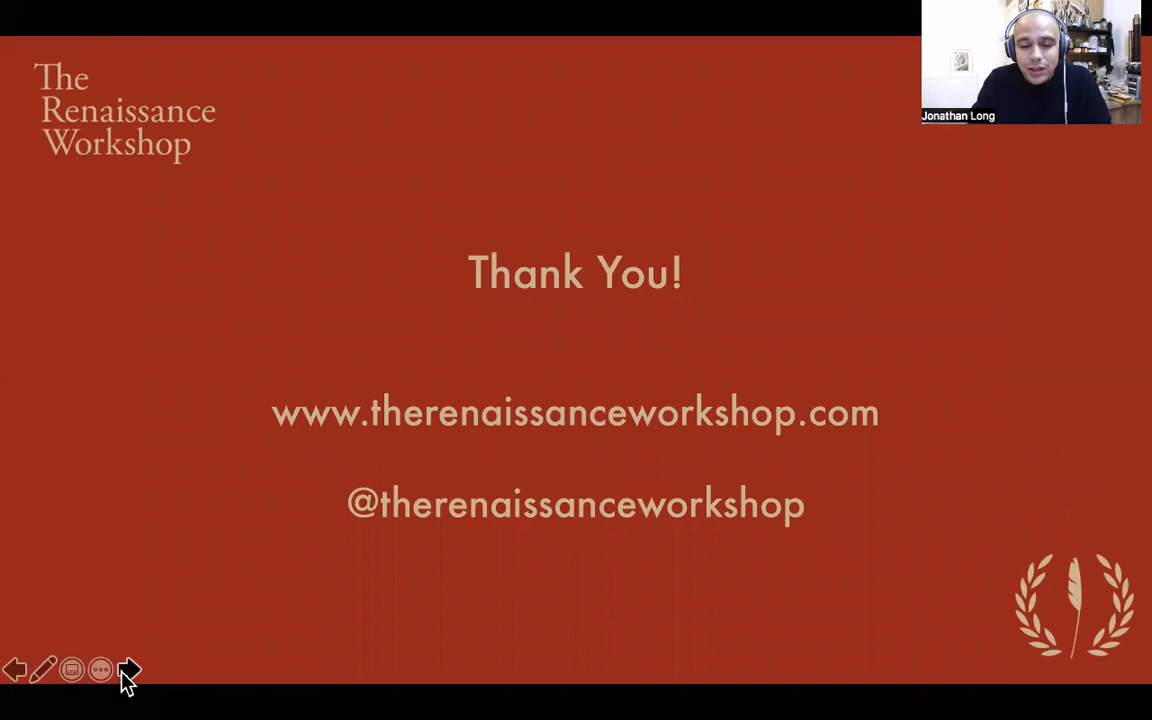 The
Renaissance
Workshop
Jonathan Long
Thank You!
www.therenaissanceworkshop.com
@therenaissanceworkshop